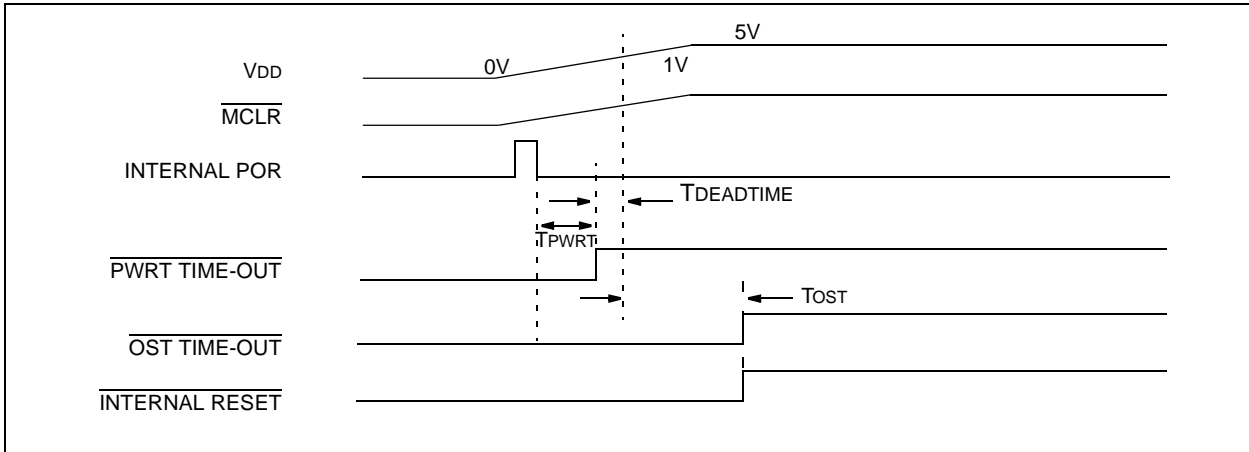 5V
VDD 0V 1V
MCLR
INTERNAL POR
TDEADTIME
TPWRT
PWRT TIME-OUT
TOST
OST TIME-OUT
INTERNAL RESET